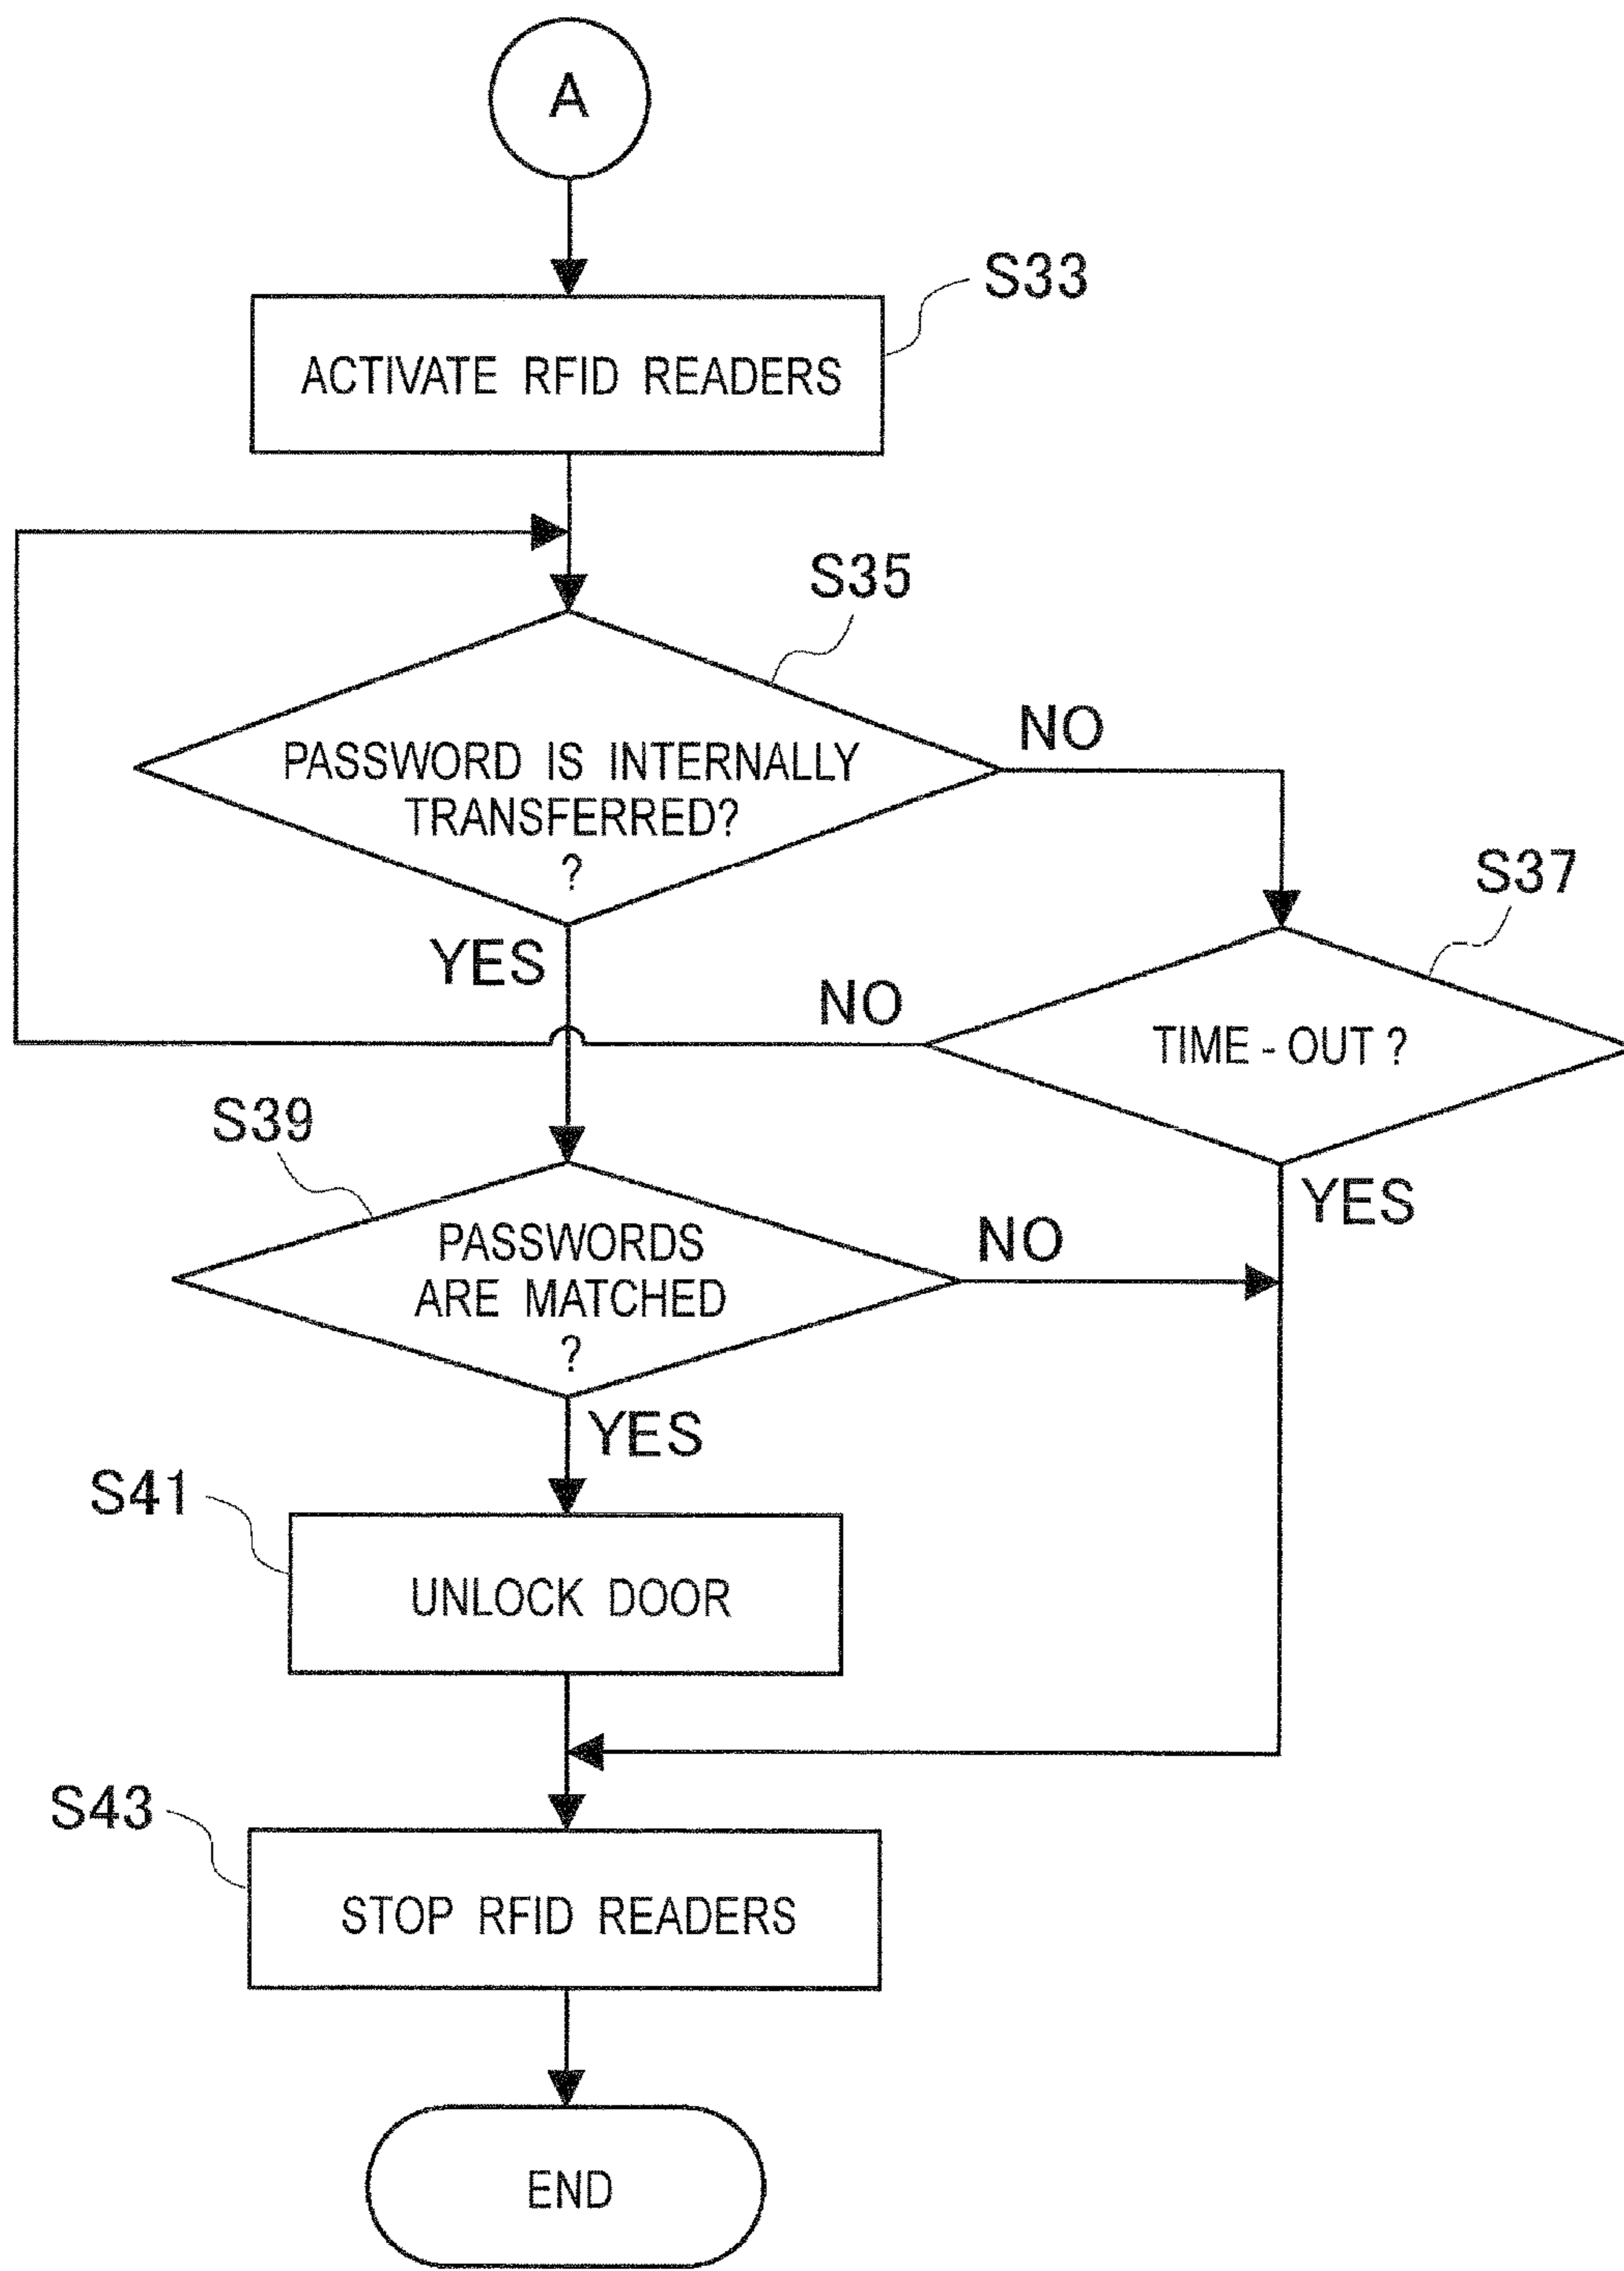 A
S33
ACTIVATE RFID READERS
S35
PASSWORD IS INTERNALLY
TRANSFERRED?
?
NO
YES
S37
TIME - OUT ?
NO
YES
S39
PASSWORDS
ARE MATCHED
?
NO
YES
S41
UNLOCK DOOR
S43
STOP RFID READERS
END